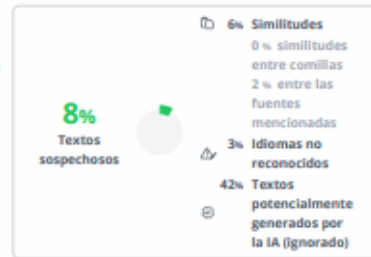 8%
Textos
sospechosos
6% Similitudes
0 % similitudes
entre comillas
2 % entre las
fuentes
mencionadas
3% Idiomas no
reconocidos
42% Textos
potencialmente
generados por
la IA (ignorado)